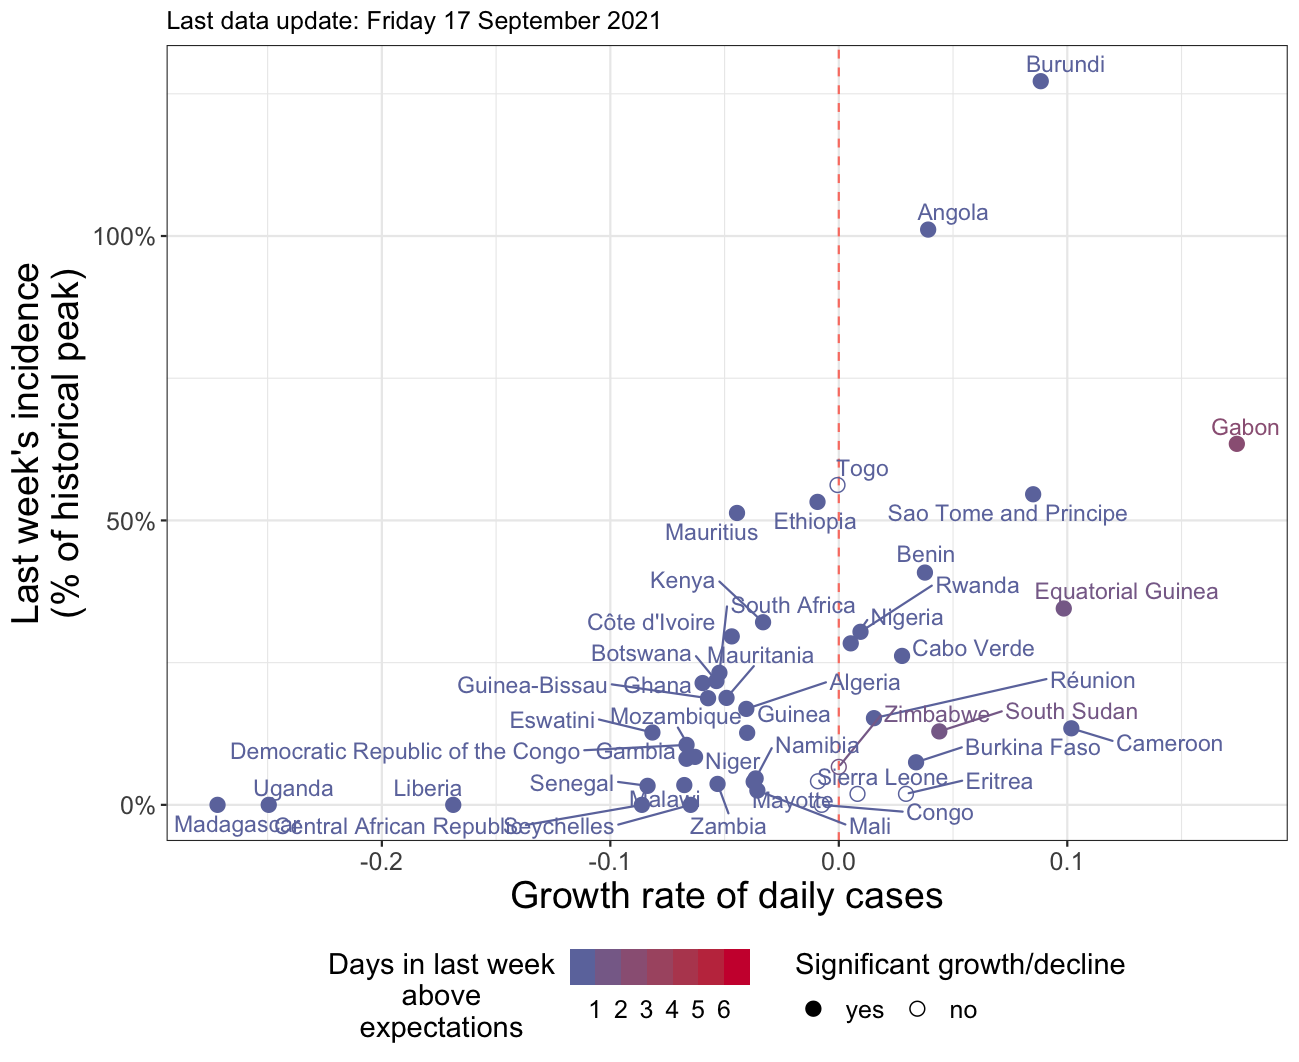 Last data update: Friday 17 September 2021
Last week's incidence
(% of historical peak)
100%
50%
0%
Burundi
Angola
Gabon
Togo
Ethiopia
Sao Tome and Principe
Mauritius
Benin
Kenya
Rwanda
Equatorial Guinea
South Africa
Côte d'Ivoire
Nigeria
Botswana
Mauritania
Cabo Verde
Guinea-Bissau
Ghana
Algeria
Réunion
Eswatini
Mozambique
Guinea
Zimbabwe
South Sudan
Democratic Republic of the Congo
Gambia
Namibia
Burkina Faso
Cameroon
Niger
Senegal
Sierra Leone
Eritrea
Uganda
Liberia
Malawi
Mayotte
Congo
Madagascar
Central African Republic
Seychelles
Zambia
Mali
-0.2
-0.1
0.0
0.1
Growth rate of daily cases
Days in last week
above
expectations
1 2 3 4 5 6
Significant growth/decline
yes
no